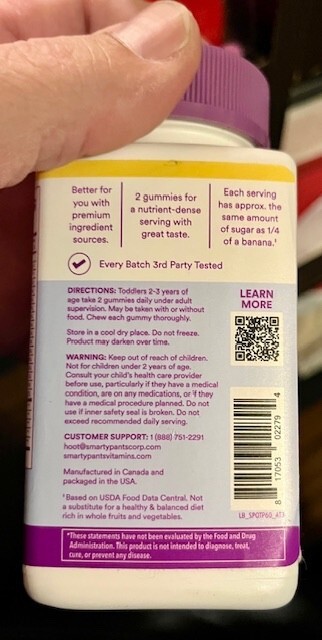 Better for
you with
premium
ingredient
sources.
2 gummies for
a nutrient-dense
serving with
great taste.
Each serving
has approx. the
same amount
of sugar as 1/4
of a banana.¹
Every Batch 3rd Party Tested
DIRECTIONS: Toddlers 2-3 years of
age take 2 gummies daily under adult
supervision. May be taken with or without
food. Chew each gummy thoroughly.
Store in a cool dry place. Do not freeze.
Product may darken over time.
WARNING: Keep out of reach of children.
Not for children under 2 years of age.
Consult your child's health care provider
before use, particularly if they have a medical
condition, are on any medications, or if they
have a medical procedure planned. Do not
use if inner safety seal is broken. Do not
exceed recommended daily serving.
CUSTOMER SUPPORT: 1 (888) 751-2291
hoot@smartypantscorp.com
smartypantsvitamins.com
Manufactured in Canada and
packaged in the USA.
¹Based on USDA Food Data Central. Not
a substitute for a healthy & balanced diet
rich in whole fruits and vegetables.
LEARN
MORE
8 17053 02279 4
LB_SPOTP60_4T3
*These statements have not been evaluated by the Food and Drug
Administration. This product is not intended to diagnose, treat,
cure, or prevent any disease.